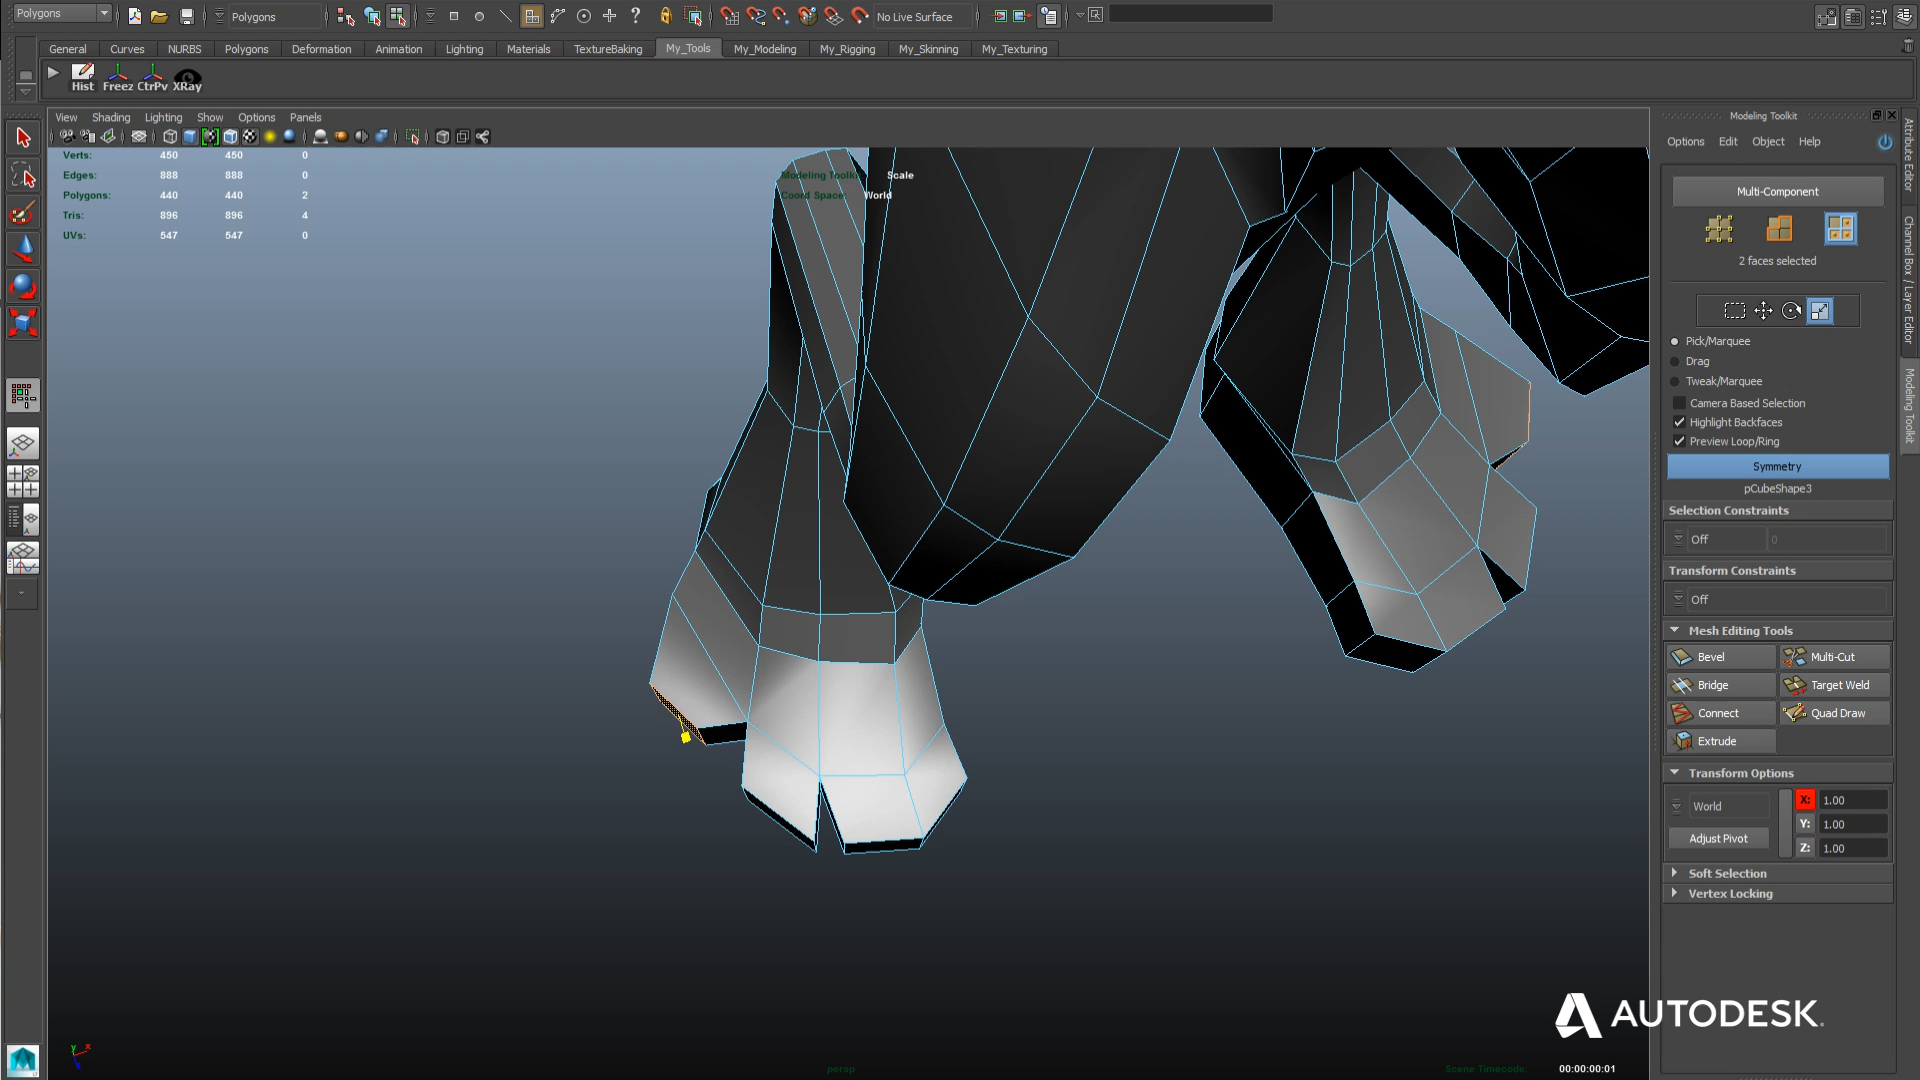 Polygons
Polygons
No Live Surface
General Curves NURBS Polygons Deformation Animation Lighting Materials TextureBaking My_Tools My_Modeling My_Rigging My_Skinning My_Texturing
Hist Freez CtrPv XRay
View Shading Lighting Show Options Panels
Verts: 450 450 0
Edges: 888 888 0
Polygons: 440 440 2
Tris: 896 896 4
UVs: 547 547 0
Modeling Toolkit Scale
Coord Space: World
persp
Scene Timecode: 00:00:00:01
AUTODESK.
Modeling Toolkit
Options Edit Object Help
Multi-Component
2 faces selected
Pick/Marquee
Drag
Tweak/Marquee
Camera Based Selection
Highlight Backfaces
Preview Loop/Ring
Symmetry
pCubeShape3
Selection Constraints
Off 0
Transform Constraints
Off
Mesh Editing Tools
Bevel Multi-Cut
Bridge Target Weld
Connect Quad Draw
Extrude
Transform Options
World
Adjust Pivot
X: 1.00
Y: 1.00
Z: 1.00
Soft Selection
Vertex Locking
Attribute Editor
Channel Box / Layer Editor
Modeling Toolkit
y x